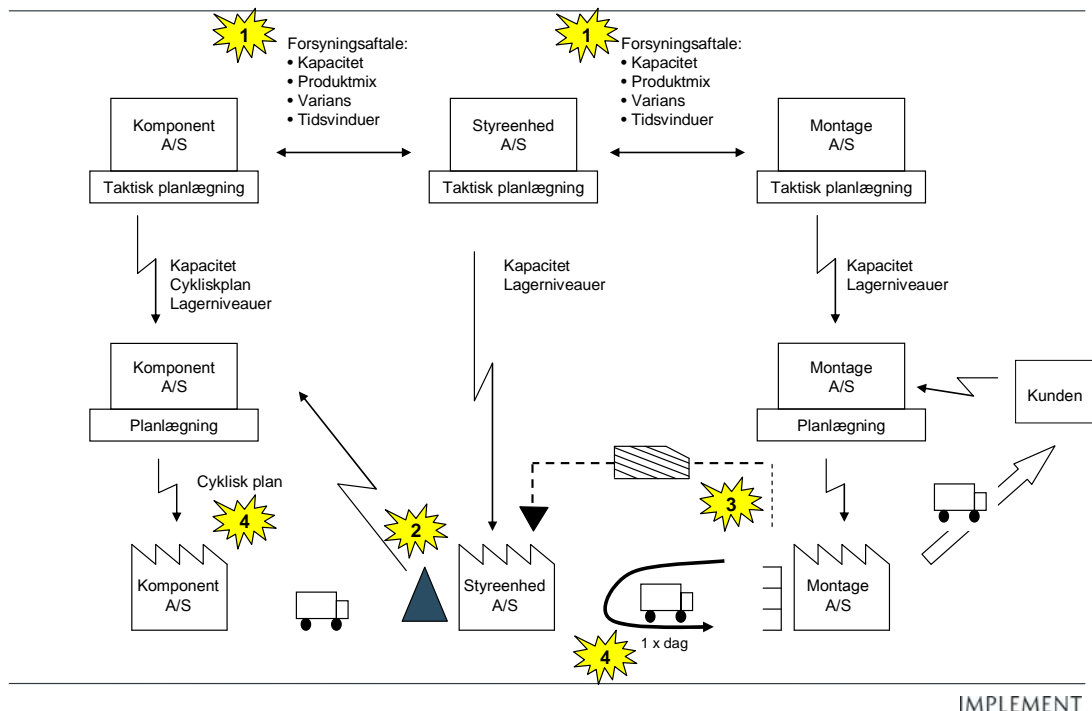 1
Forsyningsaftale:
• Kapacitet
• Produktmix
• Varians
• Tidsvinduer
1
Forsyningsaftale:
• Kapacitet
• Produktmix
• Varians
• Tidsvinduer
Komponent
A/S
Taktisk planlægning
Styreenhed
A/S
Taktisk planlægning
Montage
A/S
Taktisk planlægning
Kapacitet
Cykliskplan
Lagerniveauer
Kapacitet
Lagerniveauer
Kapacitet
Lagerniveauer
Komponent
A/S
Planlægning
Montage
A/S
Planlægning
Kunden
Cyklisk plan
4
2
3
Komponent
A/S
Styreenhed
A/S
Montage
A/S
1 x dag
4
IMPLEMENT